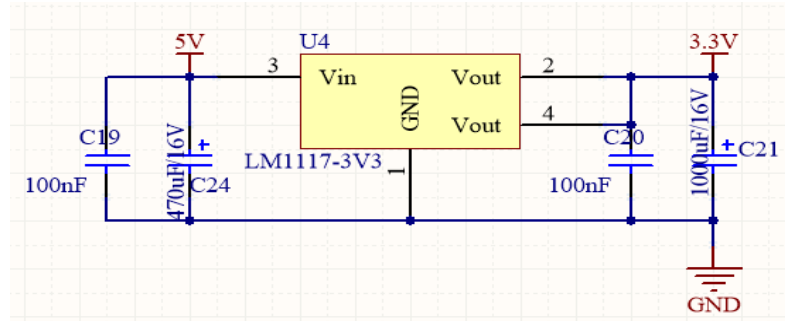 5V
U4
3.3V
3
Vin
Vout
2
GND
Vout
4
C19
470uF/16V
C20
1000uF/16V
C21
LM1117-3V3
1
100nF
C24
100nF
GND